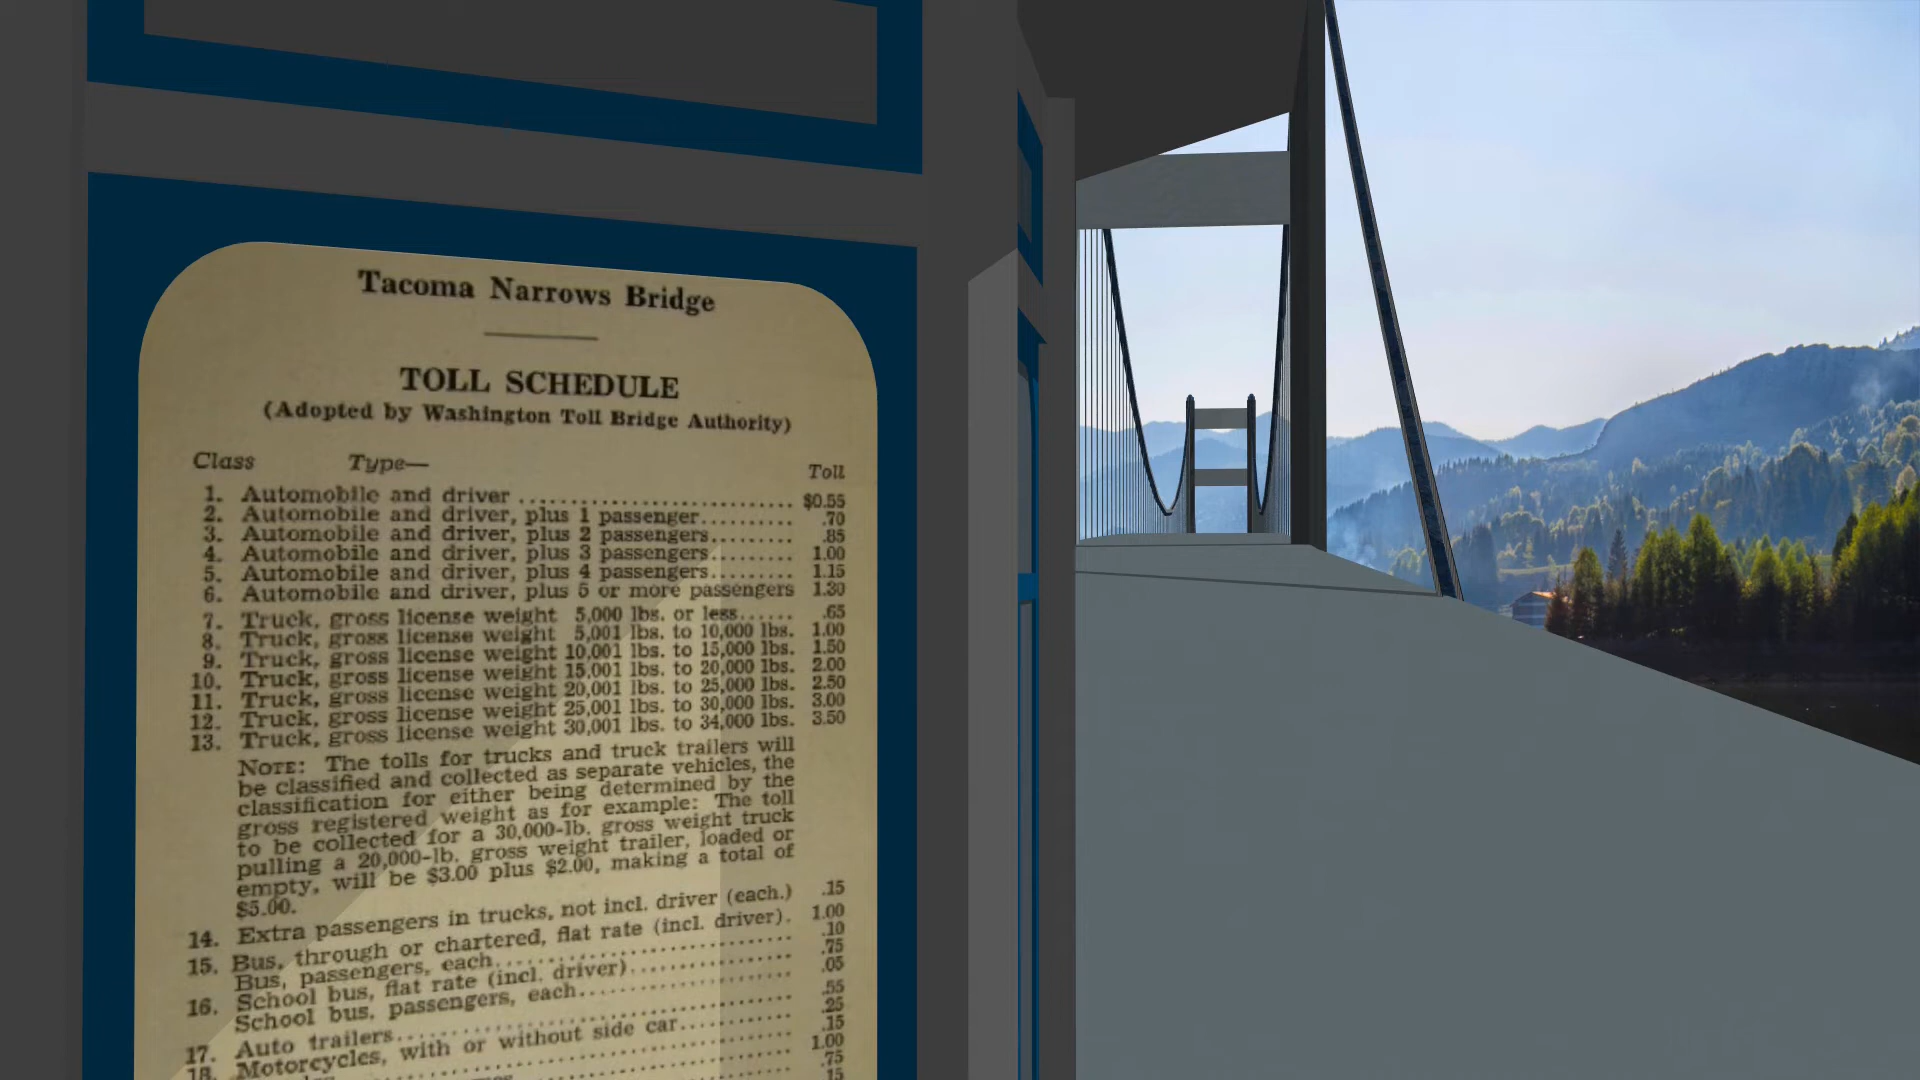 Tacoma Narrows Bridge
TOLL SCHEDULE
(Adopted by Washington Toll Bridge Authority)
Class Type— Toll
1. Automobile and driver .............................. $0.55
2. Automobile and driver, plus 1 passenger.......... .70
3. Automobile and driver, plus 2 passengers......... .85
4. Automobile and driver, plus 3 passengers......... 1.00
5. Automobile and driver, plus 4 passengers......... 1.15
6. Automobile and driver, plus 5 or more passengers 1.30
7. Truck, gross license weight 5,000 lbs. or less...... .65
8. Truck, gross license weight 5,001 lbs. to 10,000 lbs. 1.00
9. Truck, gross license weight 10,001 lbs. to 15,000 lbs. 1.50
10. Truck, gross license weight 15,001 lbs. to 20,000 lbs. 2.00
11. Truck, gross license weight 20,001 lbs. to 25,000 lbs. 2.50
12. Truck, gross license weight 25,001 lbs. to 30,000 lbs. 3.00
13. Truck, gross license weight 30,001 lbs. to 34,000 lbs. 3.50
NOTE: The tolls for trucks and truck trailers will
be classified and collected as separate vehicles, the
classification for either being determined by the
gross registered weight as for example: The toll
to be collected for a 30,000-lb. gross weight truck
pulling a 20,000-lb. gross weight trailer, loaded or
empty, will be $3.00 plus $2.00, making a total of
$5.00.
14. Extra passengers in trucks, not incl. driver (each.) .15
15. Bus, through or chartered, flat rate (incl. driver). 1.00
Bus, passengers, each.............................. .10
16. School bus, flat rate (incl. driver)................ .75
School bus, passengers, each...................... .05
17. Auto trailers...................................... .55
18. Motorcycles, with or without side car............ .25
.15
1.00
.75
.15